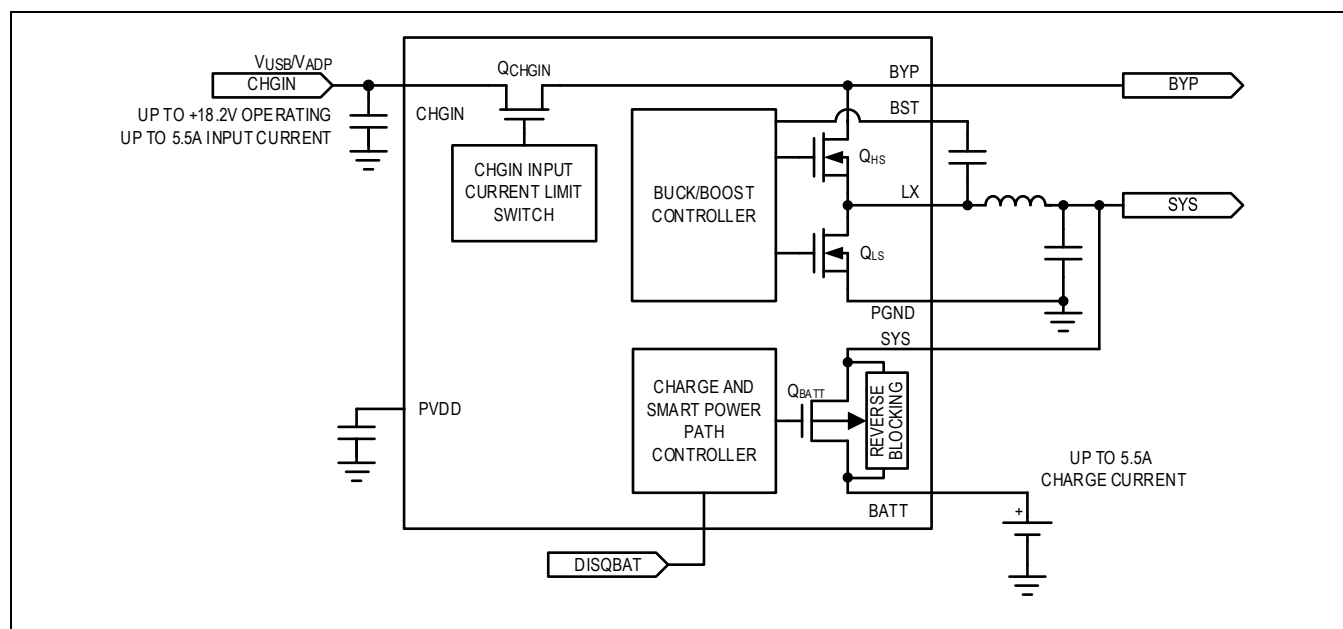 VUSB/VADP
CHGIN
UP TO +18.2V OPERATING
UP TO 5.5A INPUT CURRENT
CHGIN
QCHGIN
CHGIN INPUT
CURRENT LIMIT
SWITCH
BUCK/BOOST
CONTROLLER
BYP
BYP
BST
QHS
LX
SYS
QLS
PGND
SYS
PVDD
CHARGE AND
SMART POWER
PATH
CONTROLLER
QBATT
REVERSE
BLOCKING
UP TO 5.5A
CHARGE CURRENT
BATT
+
DISQBAT